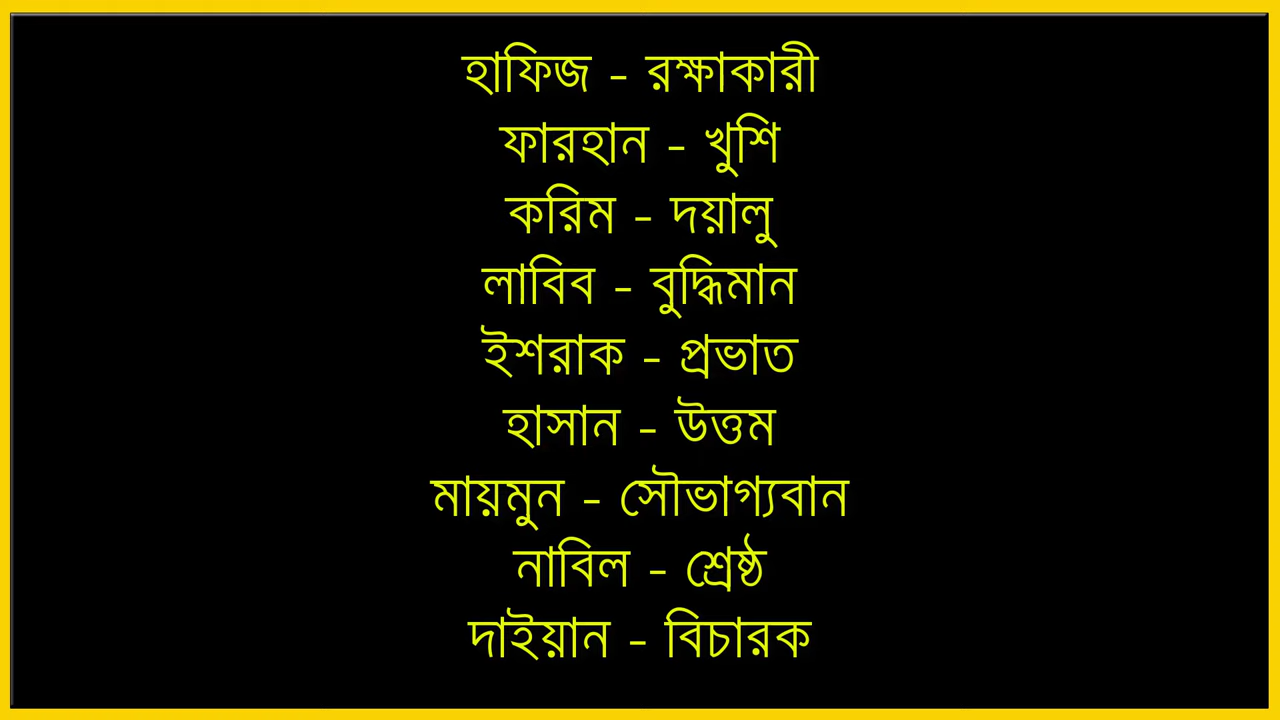 হাফিজ - রক্ষাকারী
ফারহান - খুশি
করিম - দয়ালু
লাবিব - বুদ্ধিমান
ইশরাক - প্রভাত
হাসান - উত্তম
মায়মুন - সৌভাগ্যবান
নাবিল - শ্রেষ্ঠ
দাইয়ান - বিচারক